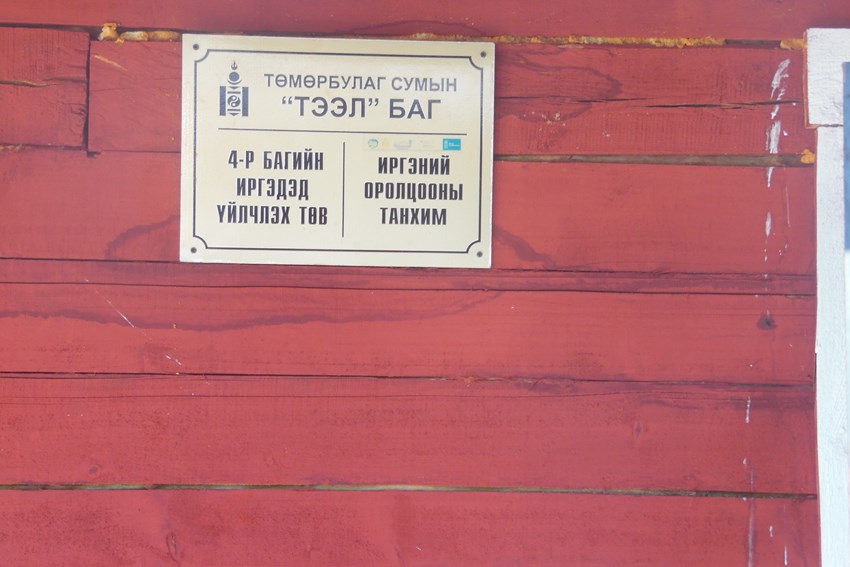 ТӨМӨРБУЛАГ СУМЫН
“ТЭЭЛ” БАГ
4-Р БАГИЙН
ИРГЭДЭД
ҮЙЛЧЛЭХ ТӨВ
ИРГЭНИЙ
ОРОЛЦООНЫ
ТАНХИМ